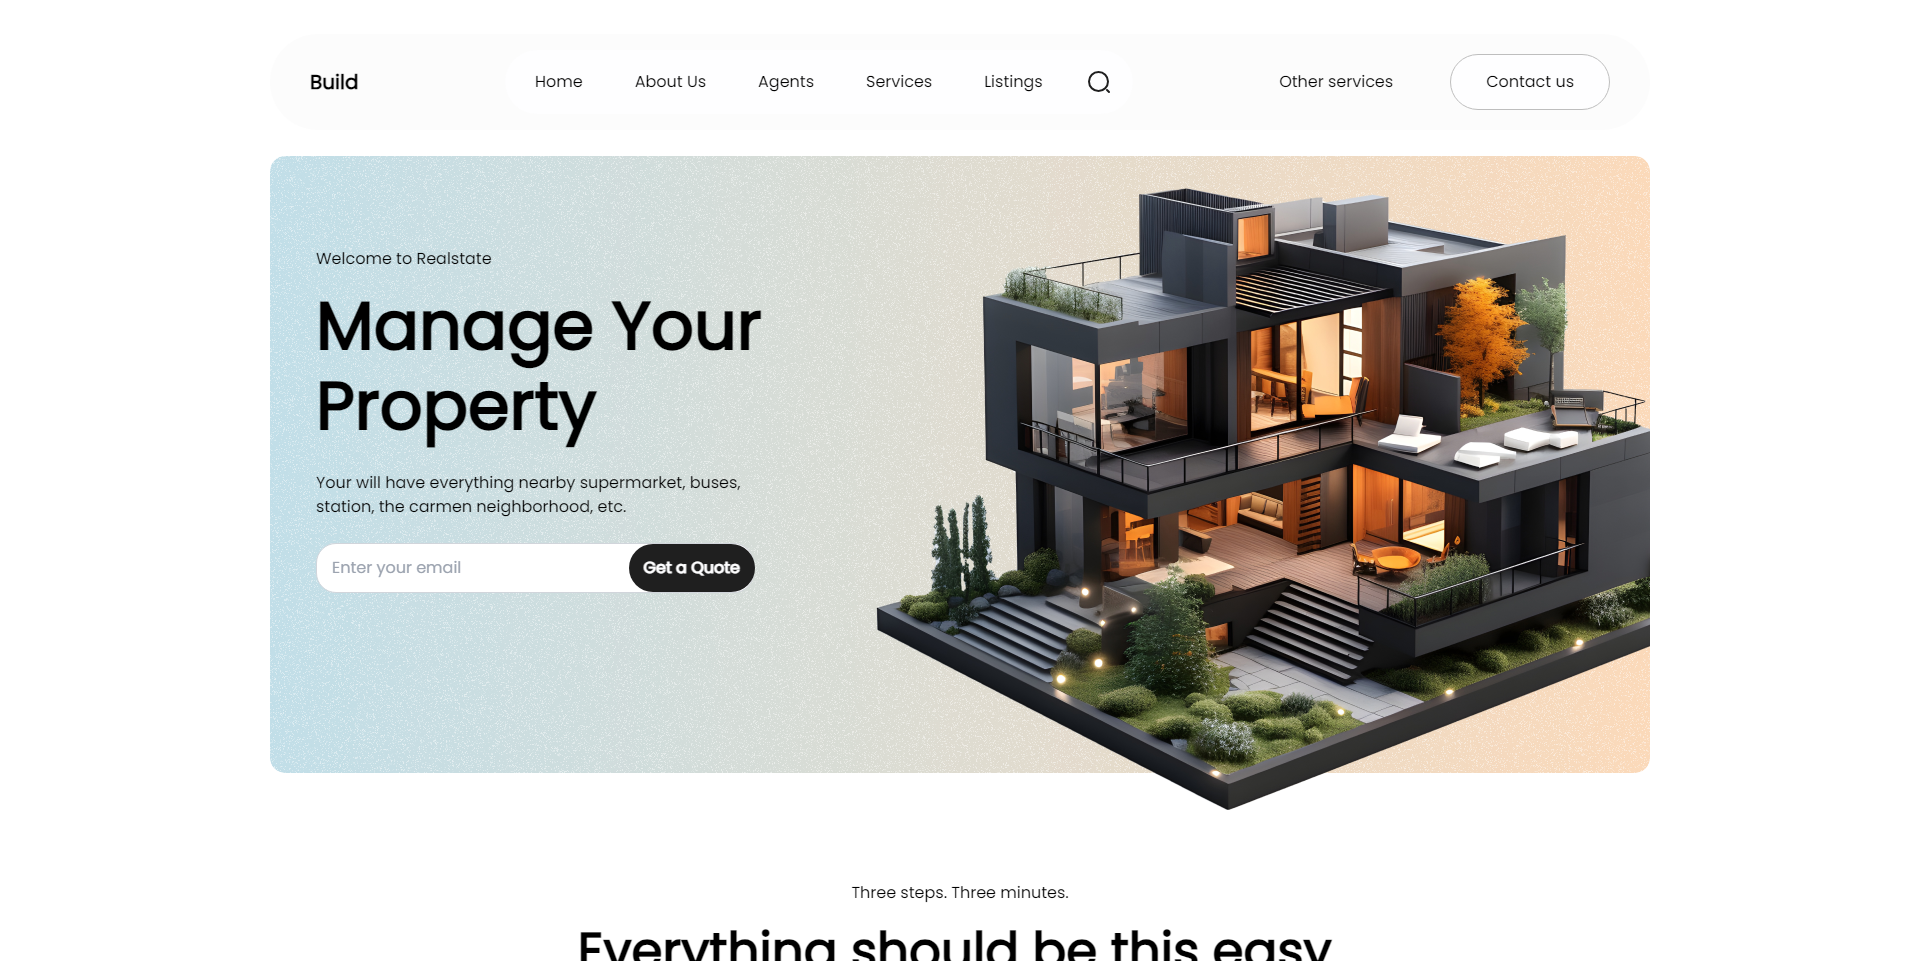 Build
Home
About Us
Agents
Services
Listings
Other services
Contact us
Welcome to Realstate
Manage Your
Property
Your will have everything nearby supermarket, buses,
station, the carmen neighborhood, etc.
Enter your email
Get a Quote
Three steps. Three minutes.
Everything should be this easy